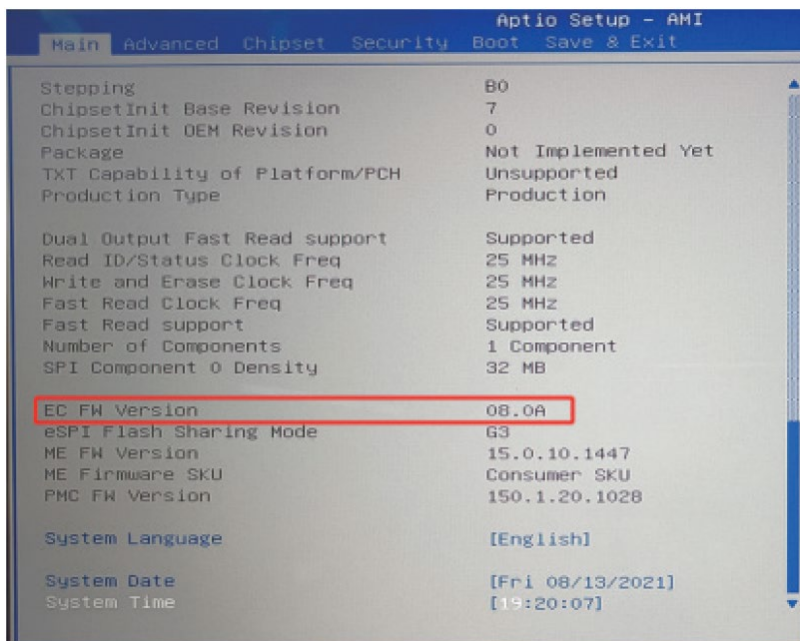 Aptio Setup - AMI
Main Advanced Chipset Security Boot Save & Exit
Stepping B0
ChipsetInit Base Revision 7
ChipsetInit OEM Revision 0
Package Not Implemented Yet
TXT Capability of Platform/PCH Unsupported
Production Type Production
Dual Output Fast Read support Supported
Read ID/Status Clock Freq 25 MHz
Write and Erase Clock Freq 25 MHz
Fast Read Clock Freq 25 MHz
Fast Read support Supported
Number of Components 1 Component
SPI Component 0 Density 32 MB
EC FW Version 08.0A
eSPI Flash Sharing Mode G3
ME FW Version 15.0.10.1447
ME Firmware SKU Consumer SKU
PMC FW Version 150.1.20.1028
System Language [English]
System Date [Fri 08/13/2021]
System Time [19:20:07]